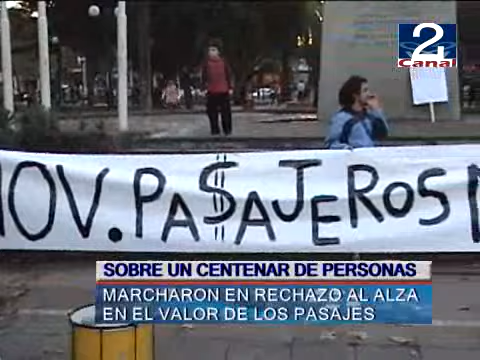 2
Canal
MOV. PA$AJEROS
SOBRE UN CENTENAR DE PERSONAS
MARCHARON EN RECHAZO AL ALZA
EN EL VALOR DE LOS PASAJES